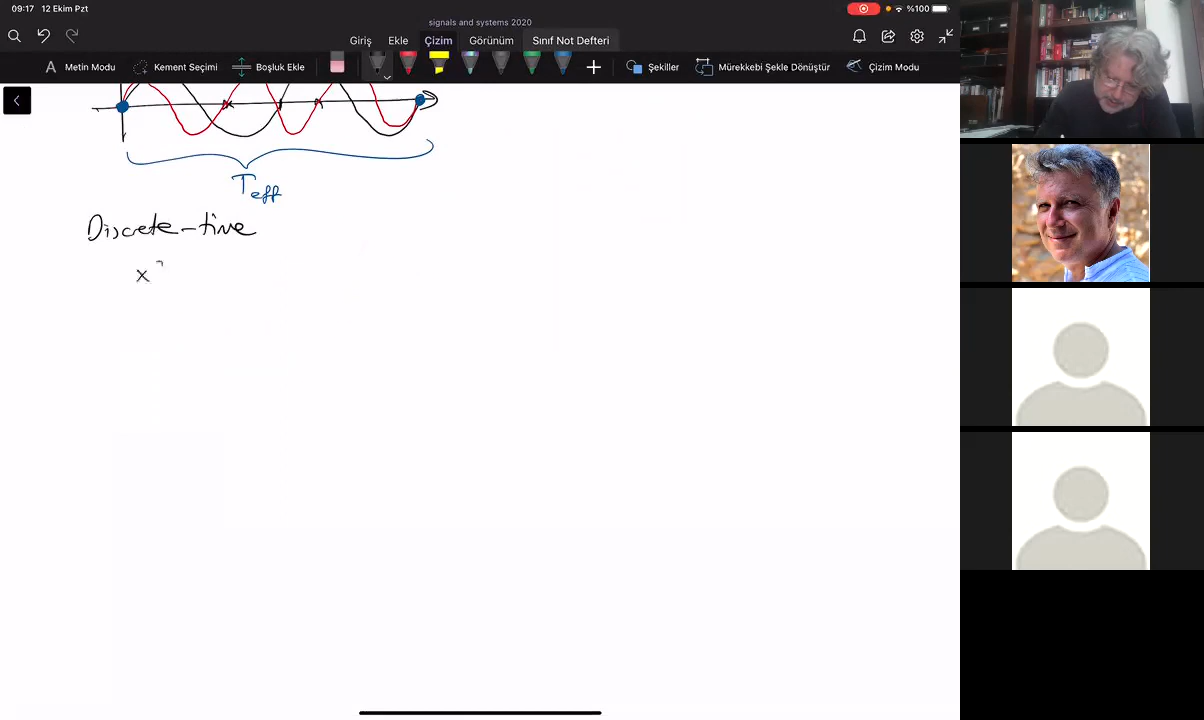 09:17 12 Ekim Pzt
%100
signals and systems 2020
Giriş Ekle Çizim Görünüm Sınıf Not Defteri
A Metin Modu Kement Seçimi Boşluk Ekle Şekiller Mürekkebi Şekle Dönüştür Çizim Modu
Teff
Discrete-time
x